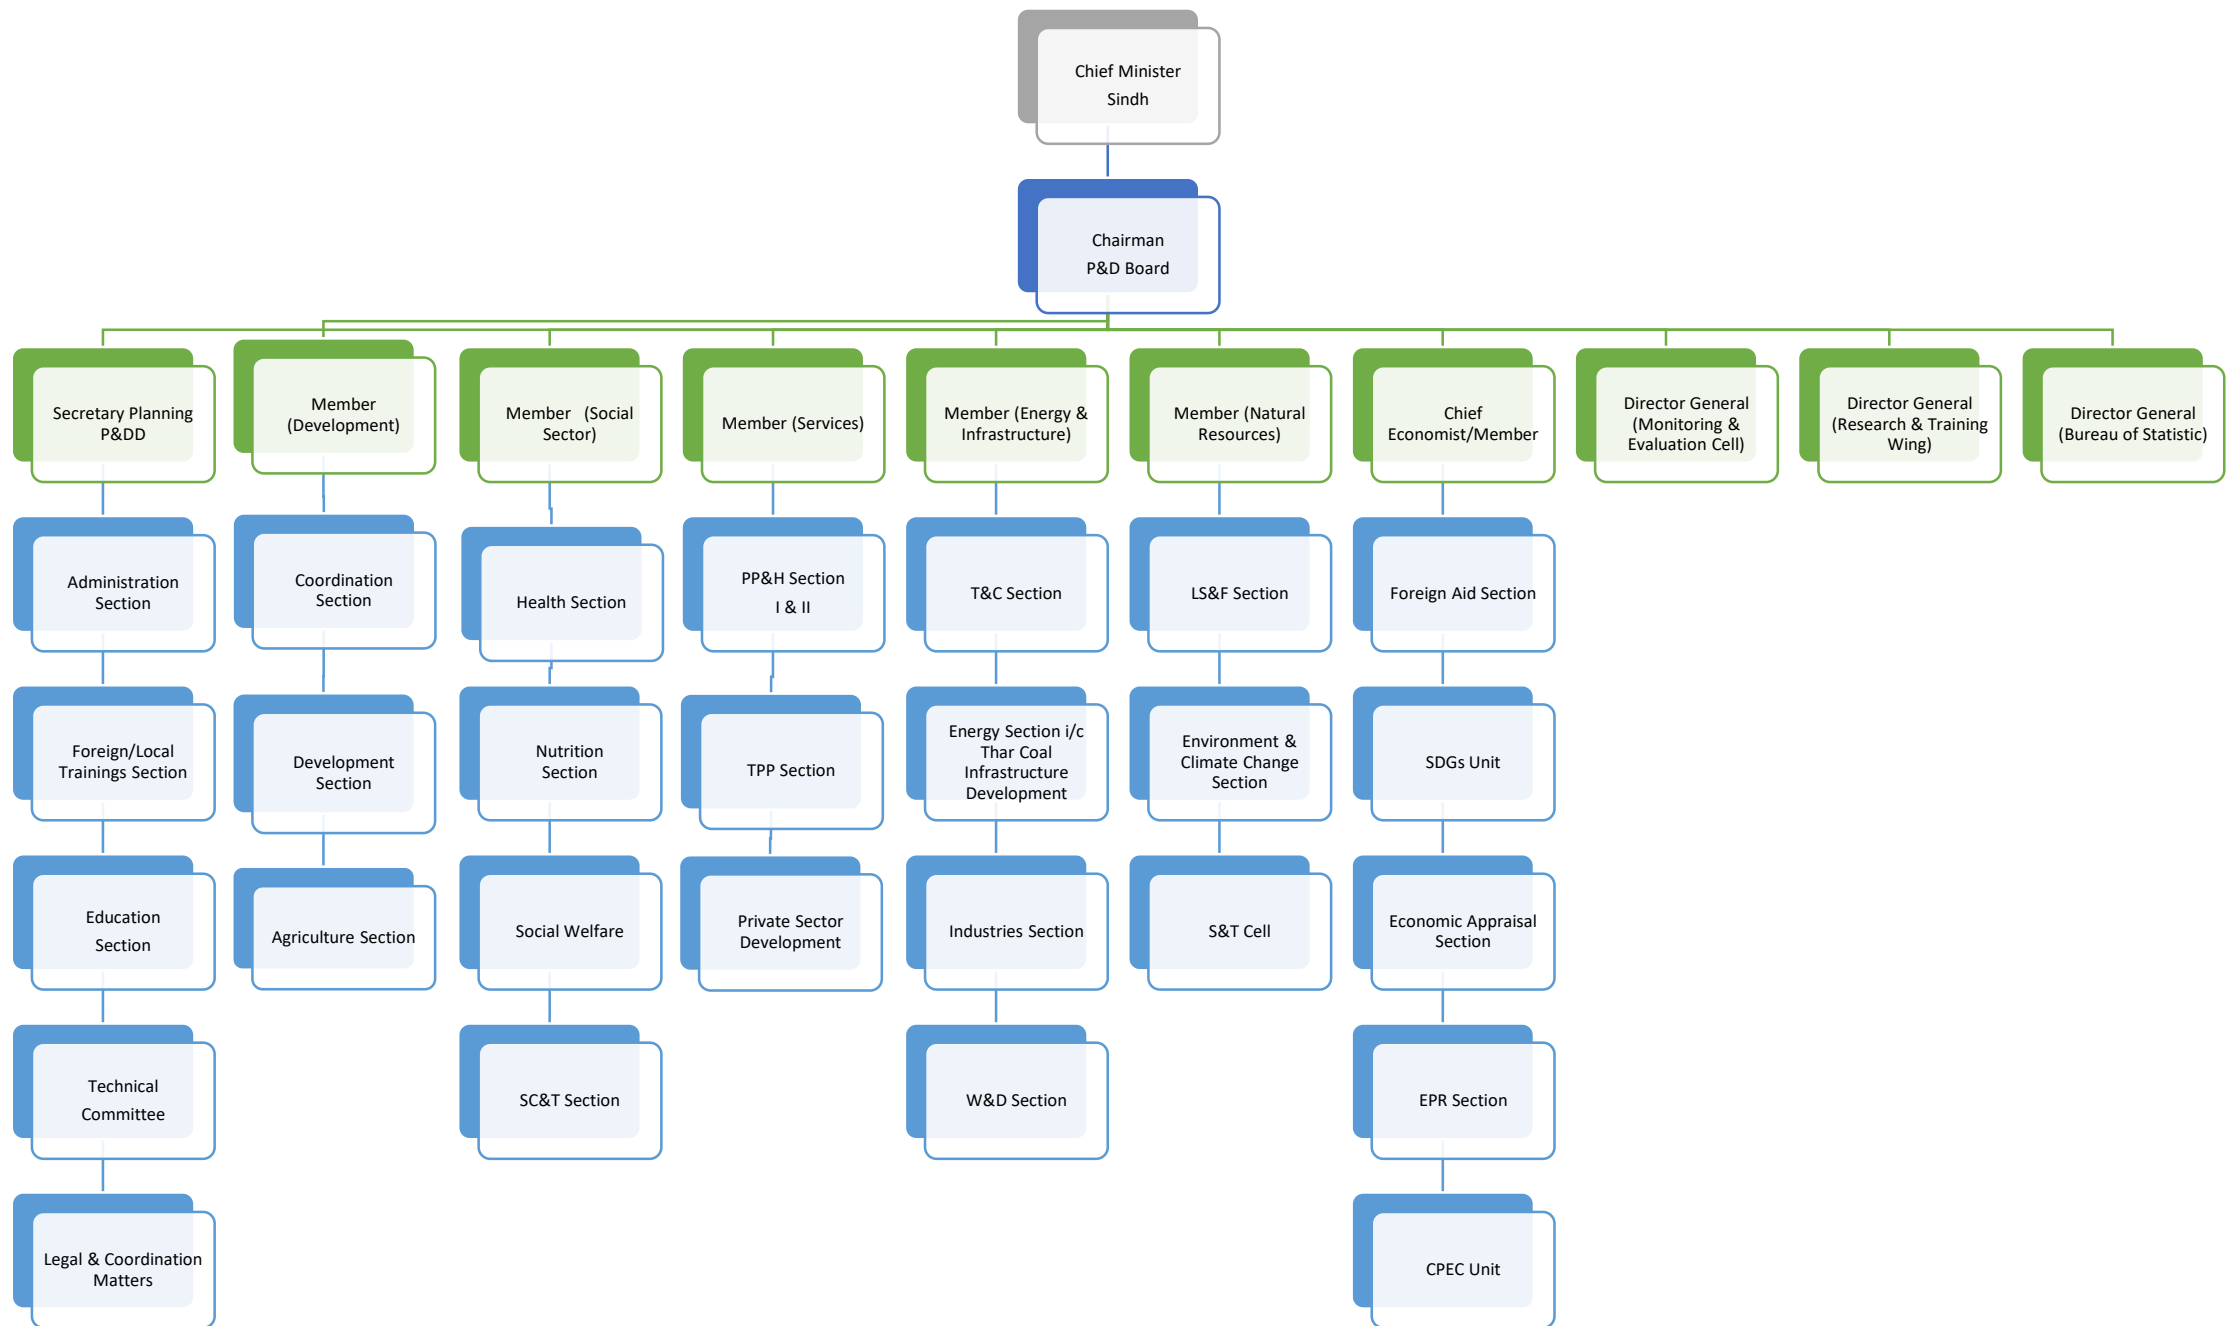 Chief Minister
Sindh
Chairman
P&D Board
Secretary Planning
P&DD
Member
(Development)
Member (Social
Sector)
Member (Services)
Member (Energy &
Infrastructure)
Member (Natural
Resources)
Chief
Economist/Member
Director General
(Monitoring &
Evaluation Cell)
Director General
(Research & Training
Wing)
Director General
(Bureau of Statistic)
Administration
Section
Coordination
Section
Health Section
PP&H Section
I & II
T&C Section
LS&F Section
Foreign Aid Section
Foreign/Local
Trainings Section
Development
Section
Nutrition
Section
TPP Section
Energy Section i/c
Thar Coal
Infrastructure
Development
Environment &
Climate Change
Section
SDGs Unit
Education
Section
Agriculture Section
Social Welfare
Private Sector
Development
Industries Section
S&T Cell
Economic Appraisal
Section
Technical
Committee
SC&T Section
W&D Section
EPR Section
Legal & Coordination
Matters
CPEC Unit